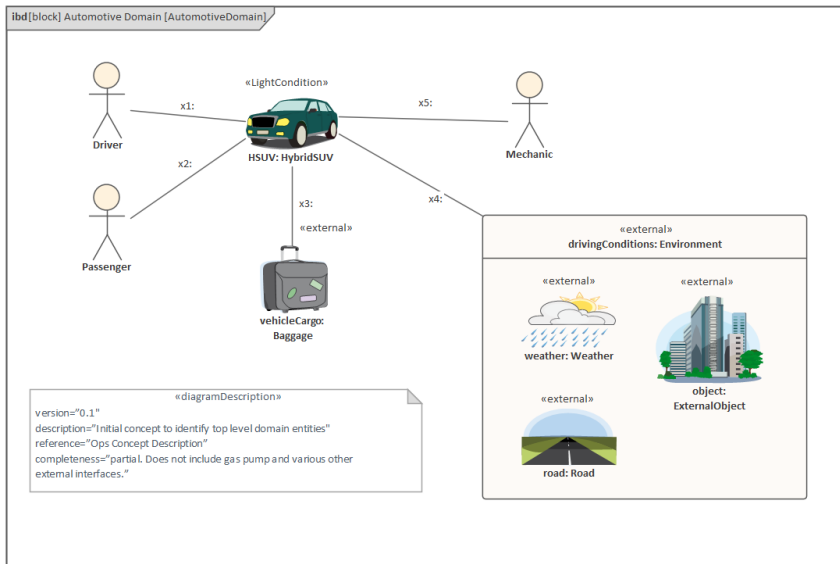 ibd [block] Automotive Domain [AutomotiveDomain]
«LightCondition»
x1:
x5:
Driver
HSUV: HybridSUV
Mechanic
x2:
x3:
x4:
«external»
Passenger
vehicleCargo:
Baggage
«external»
drivingConditions: Environment
«external»
weather: Weather
«external»
object:
ExternalObject
«external»
road: Road
«diagramDescription»
version="0.1"
description="Initial concept to identify top level domain entities"
reference="Ops Concept Description"
completeness="partial. Does not include gas pump and various other
external interfaces."